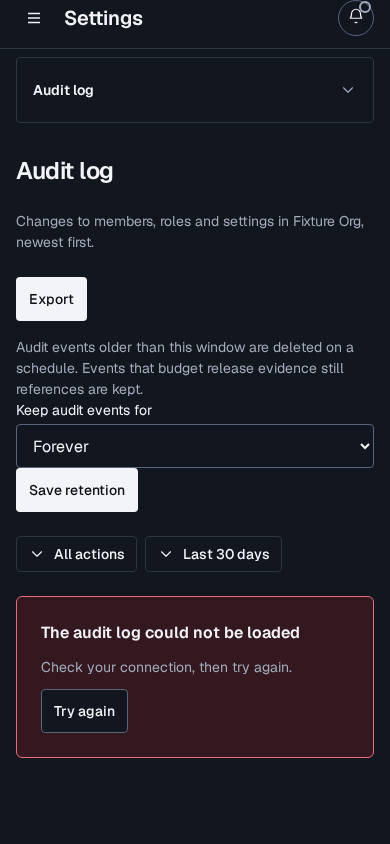 Settings
Audit log
Audit log
Changes to members, roles and settings in Fixture Org,
newest first.
Export
Audit events older than this window are deleted on a
schedule. Events that budget release evidence still
references are kept.
Keep audit events for
Forever
Save retention
All actions
Last 30 days
The audit log could not be loaded
Check your connection, then try again.
Try again